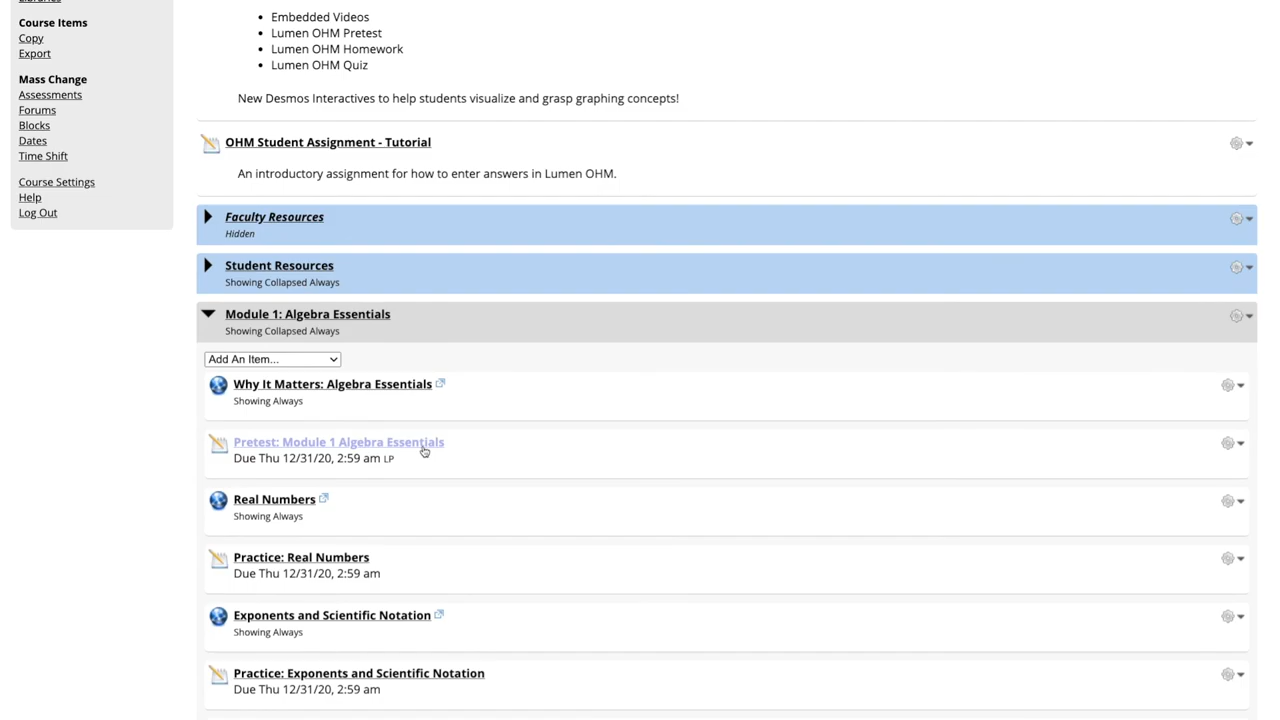 Libraries
Course Items
Copy
Export
Mass Change
Assessments
Forums
Blocks
Dates
Time Shift
Course Settings
Help
Log Out
Embedded Videos
Lumen OHM Pretest
Lumen OHM Homework
Lumen OHM Quiz
New Desmos Interactives to help students visualize and grasp graphing concepts!
OHM Student Assignment - Tutorial
An introductory assignment for how to enter answers in Lumen OHM.
Faculty Resources
Hidden
Student Resources
Showing Collapsed Always
Module 1: Algebra Essentials
Showing Collapsed Always
Add An Item...
Why It Matters: Algebra Essentials
Showing Always
Pretest: Module 1 Algebra Essentials
Due Thu 12/31/20, 2:59 am LP
Real Numbers
Showing Always
Practice: Real Numbers
Due Thu 12/31/20, 2:59 am
Exponents and Scientific Notation
Showing Always
Practice: Exponents and Scientific Notation
Due Thu 12/31/20, 2:59 am